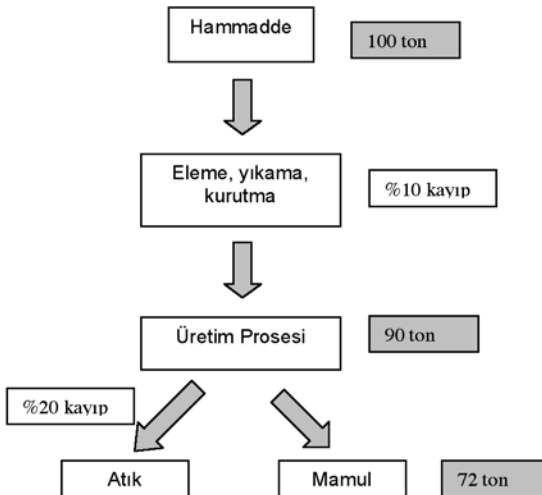 Hammadde
100 ton
Eleme, yıkama,
kurutma
%10 kayıp
Üretim Prosesi
90 ton
%20 kayıp
Atık
Mamul
72 ton